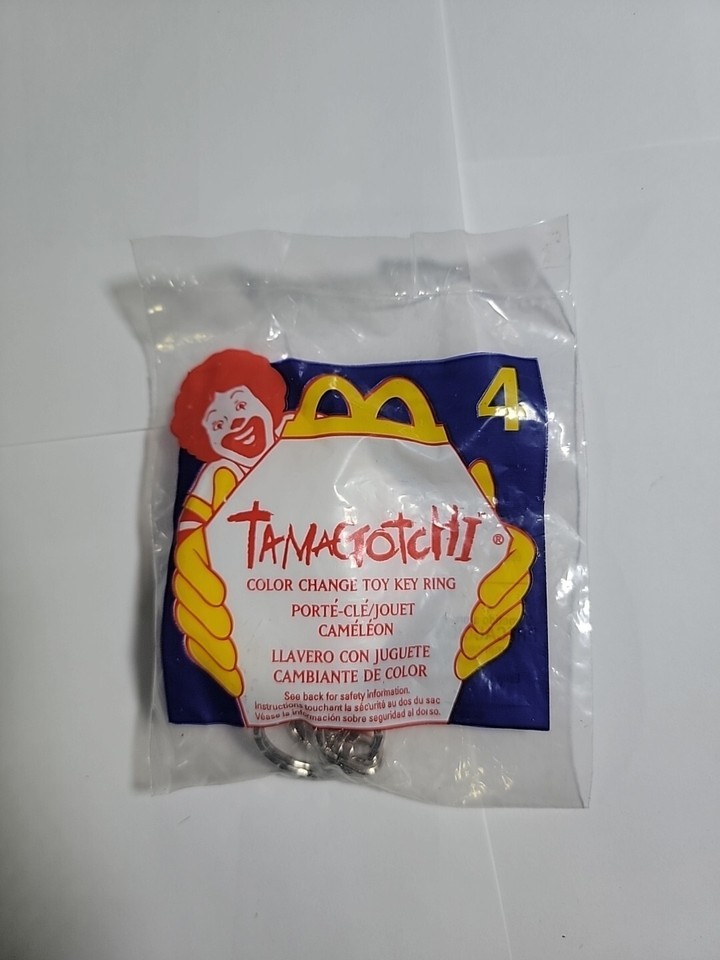 4
TAMAGOTCHI®
COLOR CHANGE TOY KEY RING
PORTÉ-CLÉ/JOUET
CAMÉLÉON
LLAVERO CON JUGUETE
CAMBIANTE DE COLOR
See back for safety information.
Instructions touchant la sécurité au dos du sac
Véase la información sobre seguridad al dorso.